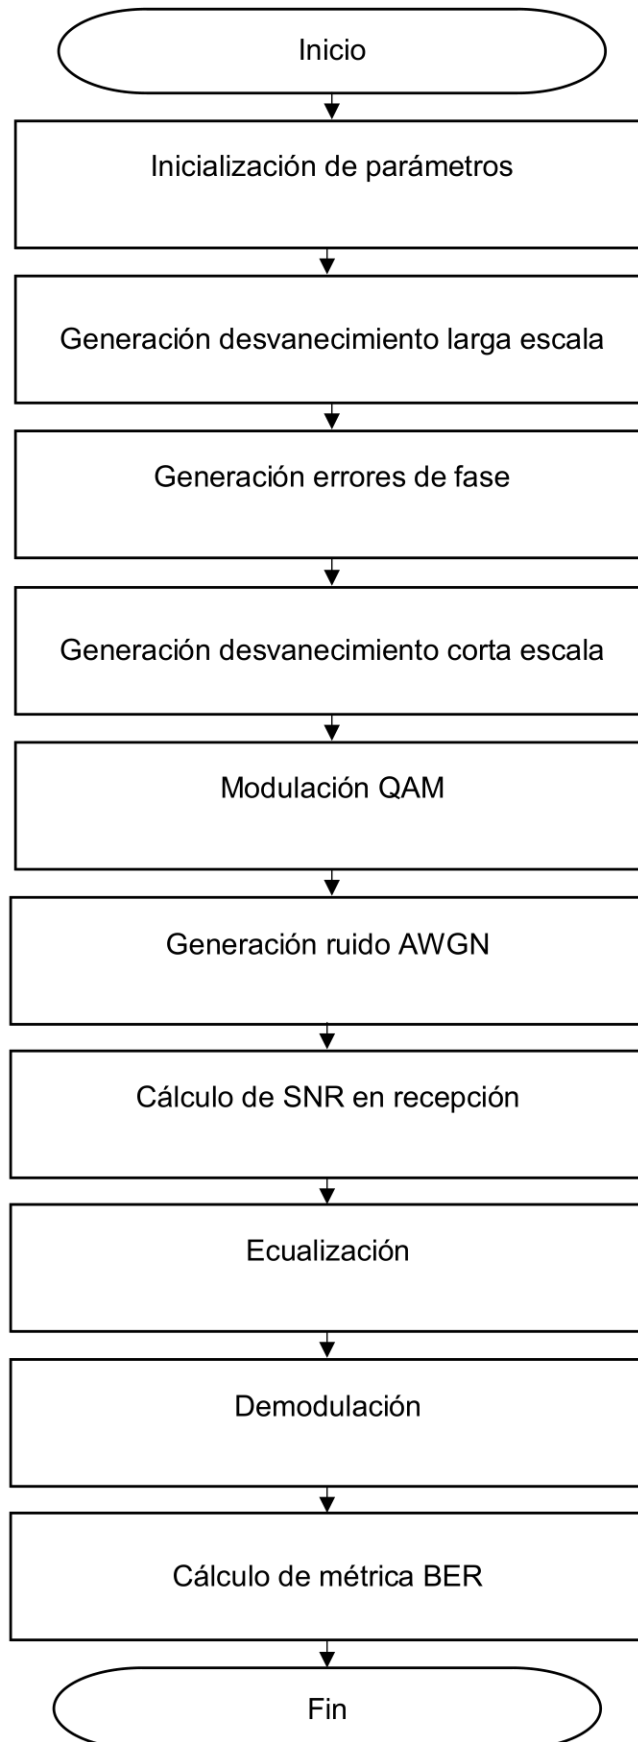 Inicio
Inicialización de parámetros
Generación desvanecimiento larga escala
Generación errores de fase
Generación desvanecimiento corta escala
Modulación QAM
Generación ruido AWGN
Cálculo de SNR en recepción
Ecualización
Demodulación
Cálculo de métrica BER
Fin